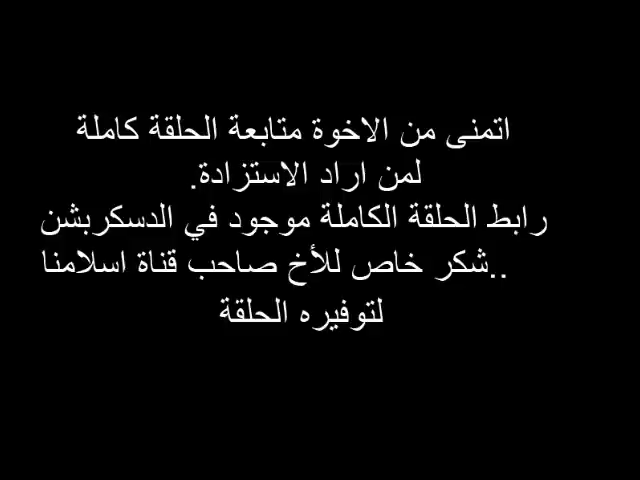 اتمنى من الاخوة متابعة الحلقة كاملة
لمن اراد الاستزادة.
رابط الحلقة الكاملة موجود في الدسكربشن
..شكر خاص للأخ صاحب قناة اسلامنا
لتوفيره الحلقة